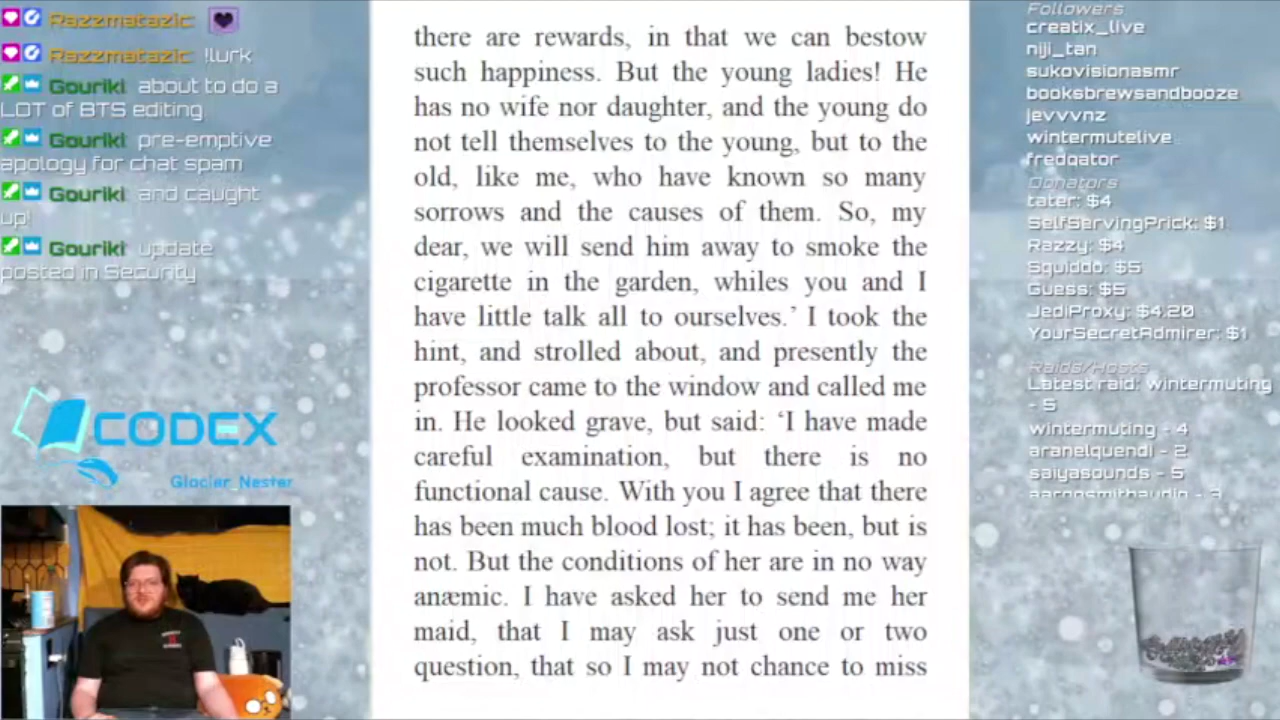 Razzmatazic
Razzmatazic !lurk
Gouriki about to do a
LOT of BTS editing.
Gouriki pre-emptive
apology for chat spam
Gouriki and caught
up!
Gouriki update
posted in Security
CODEX
Glacier_Nester
there are rewards, in that we can bestow
such happiness. But the young ladies! He
has no wife nor daughter, and the young do
not tell themselves to the young, but to the
old, like me, who have known so many
sorrows and the causes of them. So, my
dear, we will send him away to smoke the
cigarette in the garden, whiles you and I
have little talk all to ourselves.’ I took the
hint, and strolled about, and presently the
professor came to the window and called me
in. He looked grave, but said: ‘I have made
careful examination, but there is no
functional cause. With you I agree that there
has been much blood lost; it has been, but is
not. But the conditions of her are in no way
anæmic. I have asked her to send me her
maid, that I may ask just one or two
question, that so I may not chance to miss
Followers
creatix_live
niji_tan
sukovisionasmr
booksbrewsandbooze
jevvvnz
wintermutelive
fredgator
Donators
tater: $4
SelfServingPrick: $1
Razzy: $4
Squiddo: $5
Guess: $5
JediProxy: $4.20
YourSecretAdmirer: $1
Raids/Hosts
Latest raid: wintermuting
- 5
wintermuting - 4
aranelquendi - 2
saiyasounds - 5